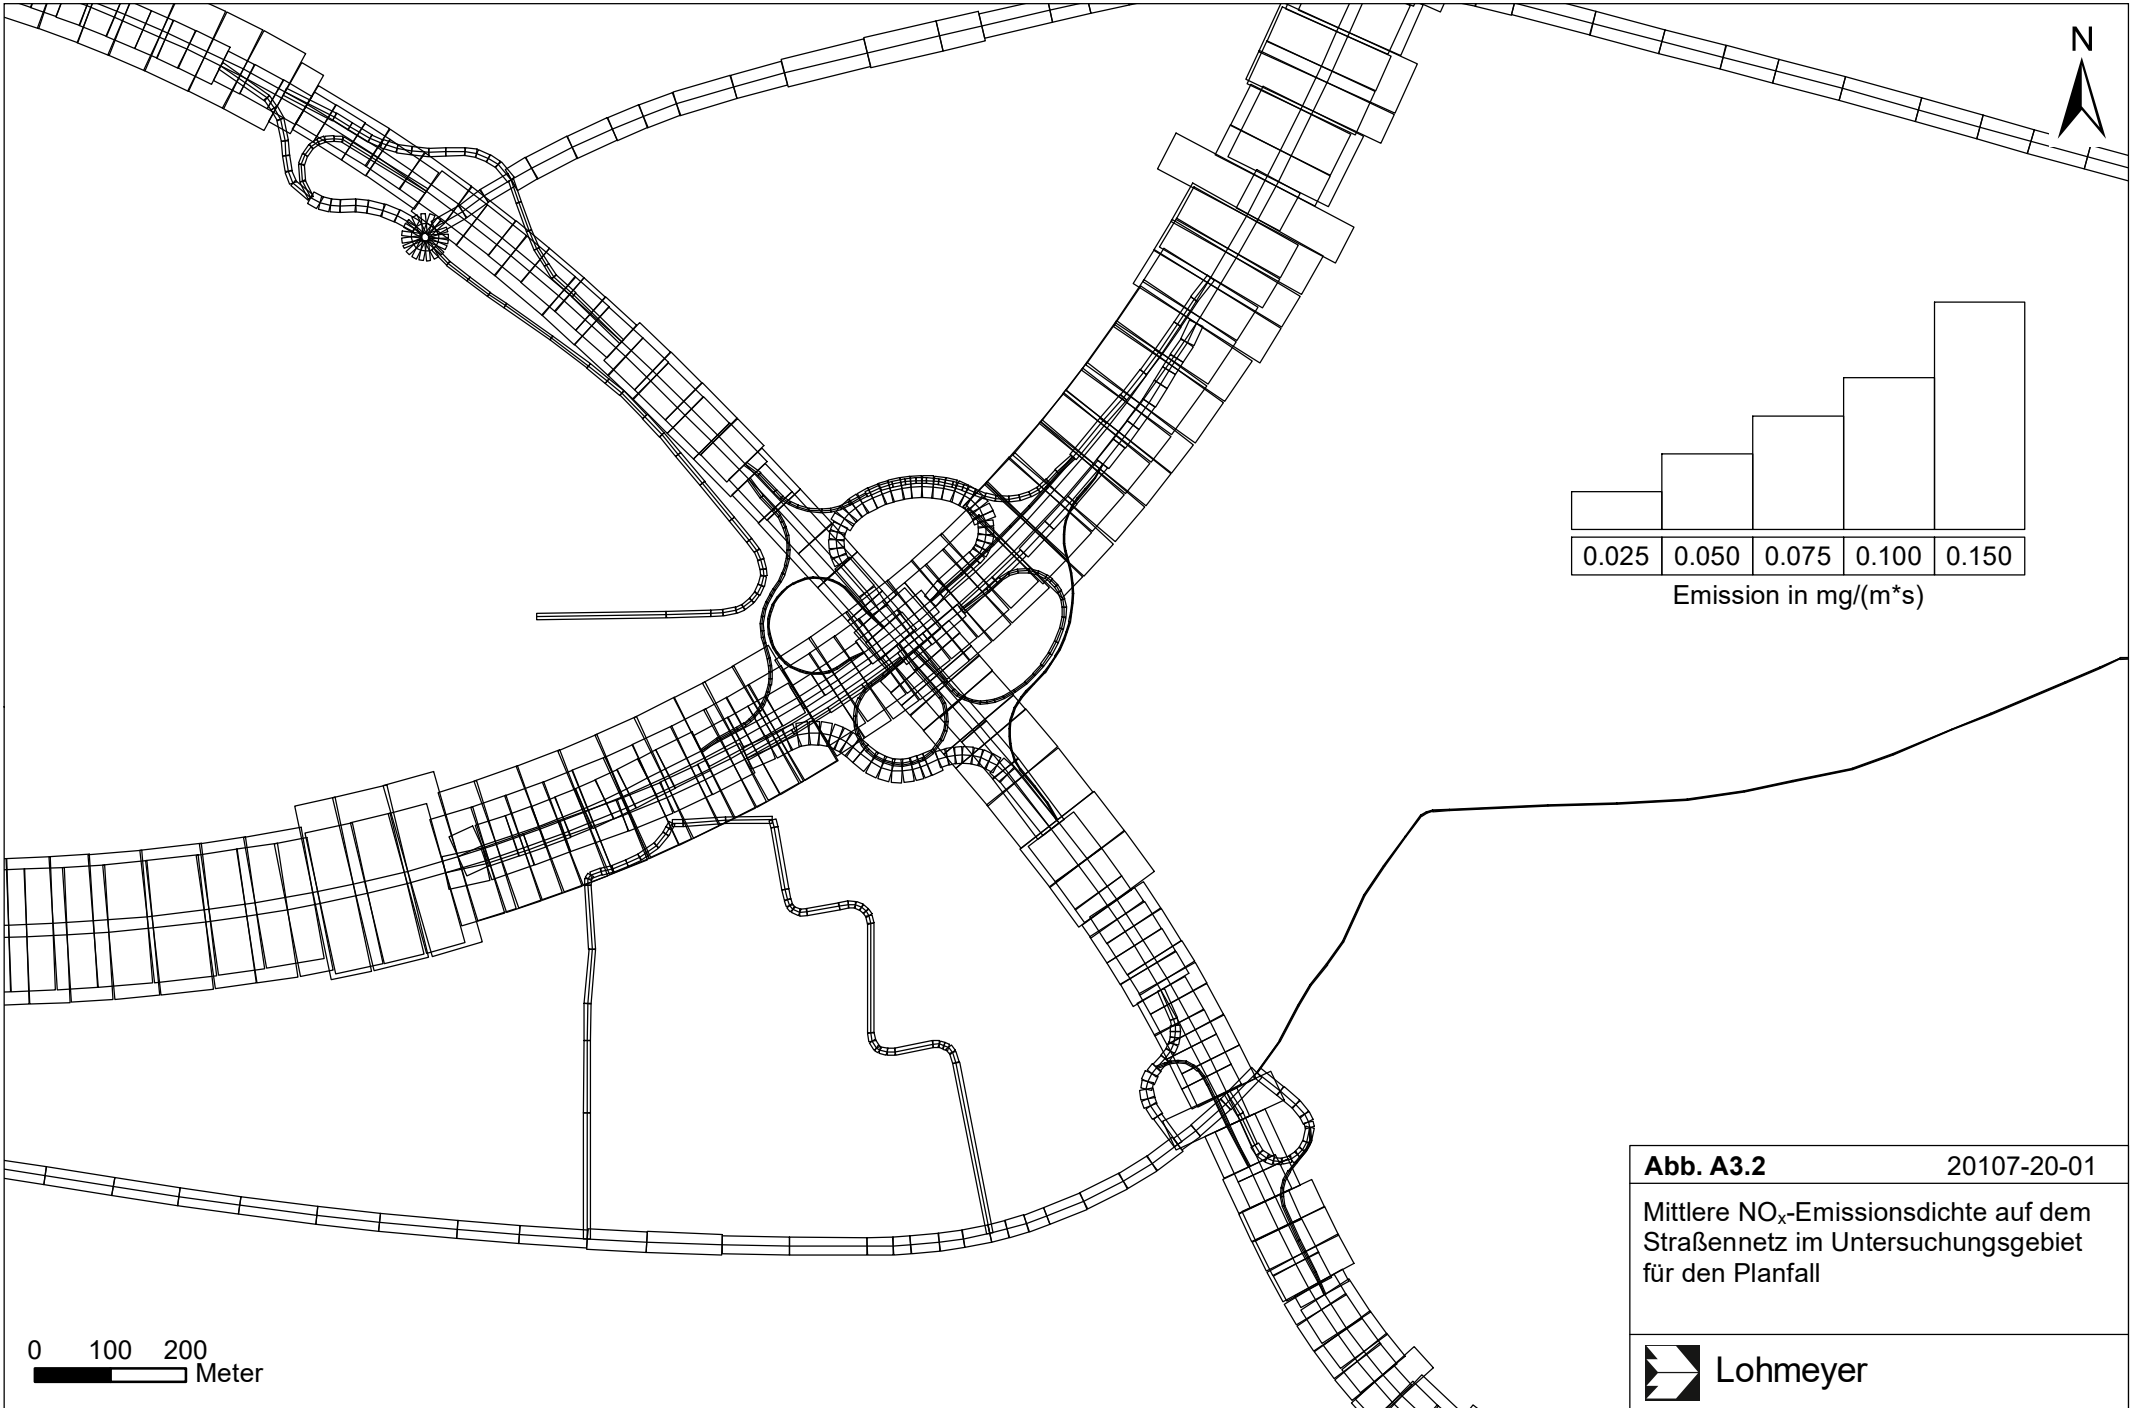 N
0.025 0.050 0.075 0.100 0.150
Emission in mg/(m*s)
Abb. A3.2 20107-20-01
Mittlere NOₓ-Emissionsdichte auf dem
Straßennetz im Untersuchungsgebiet
für den Planfall
0 100 200
Meter
Lohmeyer